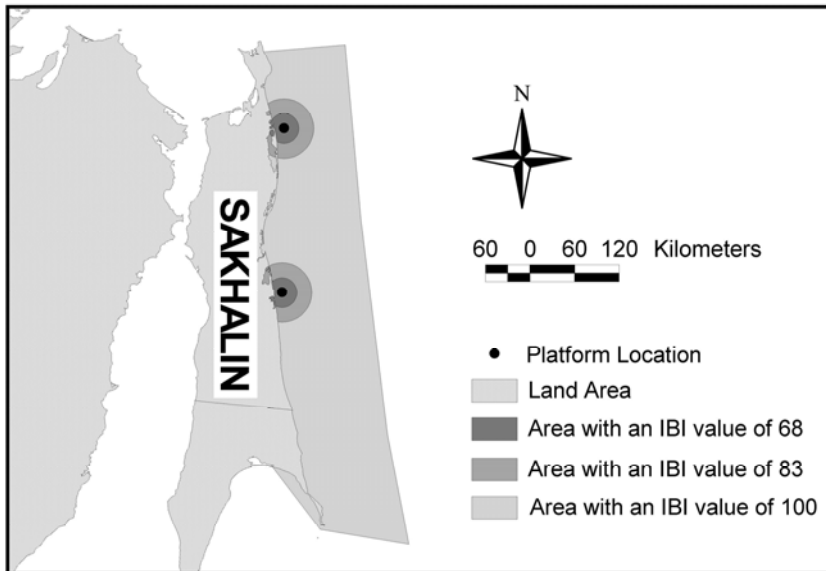 SAKHALIN
N
60 0 60 120 Kilometers
Platform Location
Land Area
Area with an IBI value of 68
Area with an IBI value of 83
Area with an IBI value of 100